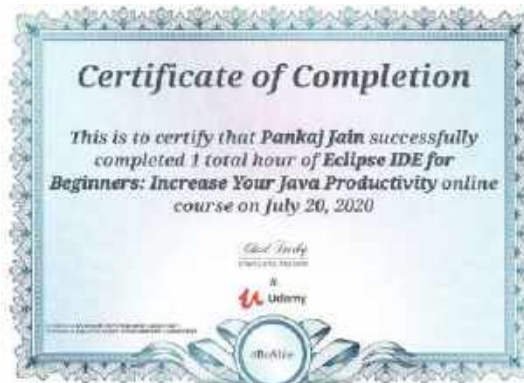 Certificate of Completion
This is to certify that Pankaj Jain successfully
completed 1 total hour of Eclipse IDE for
Beginners: Increase Your Java Productivity online
course on July 20, 2020
&
Udemy
#BeAble